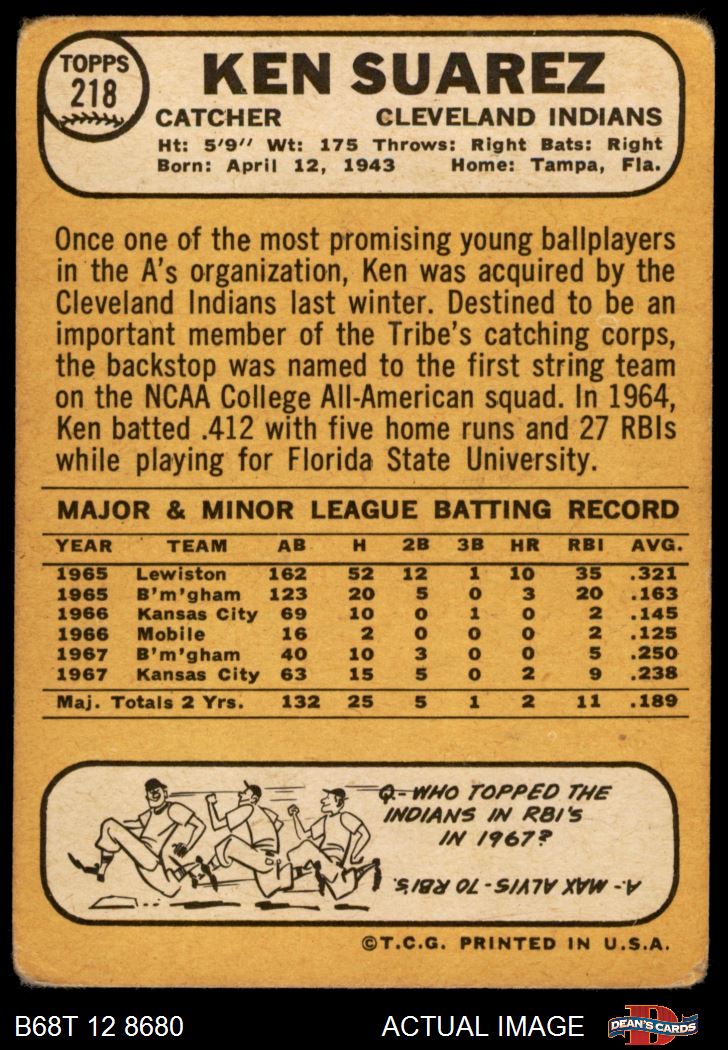 TOPPS
218
KEN SUAREZ
CATCHER CLEVELAND INDIANS
Ht: 5'9" Wt: 175 Throws: Right Bats: Right
Born: April 12, 1943 Home: Tampa, Fla.
Once one of the most promising young ballplayers
in the A's organization, Ken was acquired by the
Cleveland Indians last winter. Destined to be an
important member of the Tribe's catching corps,
the backstop was named to the first string team
on the NCAA College All-American squad. In 1964,
Ken batted .412 with five home runs and 27 RBIs
while playing for Florida State University.
MAJOR & MINOR LEAGUE BATTING RECORD
YEAR TEAM AB H 2B 3B HR RBI AVG.
1965 Lewiston 162 52 12 1 10 35 .321
1965 B'm'gham 123 20 5 0 3 20 .163
1966 Kansas City 69 10 0 1 0 2 .145
1966 Mobile 16 2 0 0 0 2 .125
1967 B'm'gham 40 10 3 0 0 5 .250
1967 Kansas City 63 15 5 0 2 9 .238
Maj. Totals 2 Yrs. 132 25 5 1 2 11 .189
Q-WHO TOPPED THE
INDIANS IN RBI'S
IN 1967?
A-MAX ALVIS-70 RBI'S.
©T.C.G. PRINTED IN U.S.A.
B68T 12 8680 ACTUAL IMAGE DEAN'S CARDS